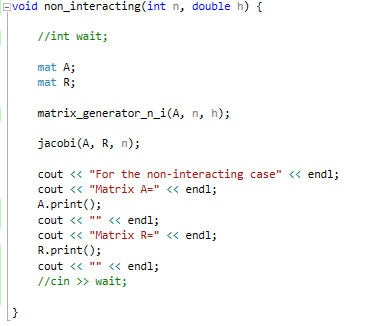 void non_interacting(int n, double h) {
//int wait;
mat A;
mat R;
matrix_generator_n_i(A, n, h);
jacobi(A, R, n);
cout << "For the non-interacting case" << endl;
cout << "Matrix A=" << endl;
A.print();
cout << "" << endl;
cout << "Matrix R=" << endl;
R.print();
cout << "" << endl;
//cin >> wait;
}